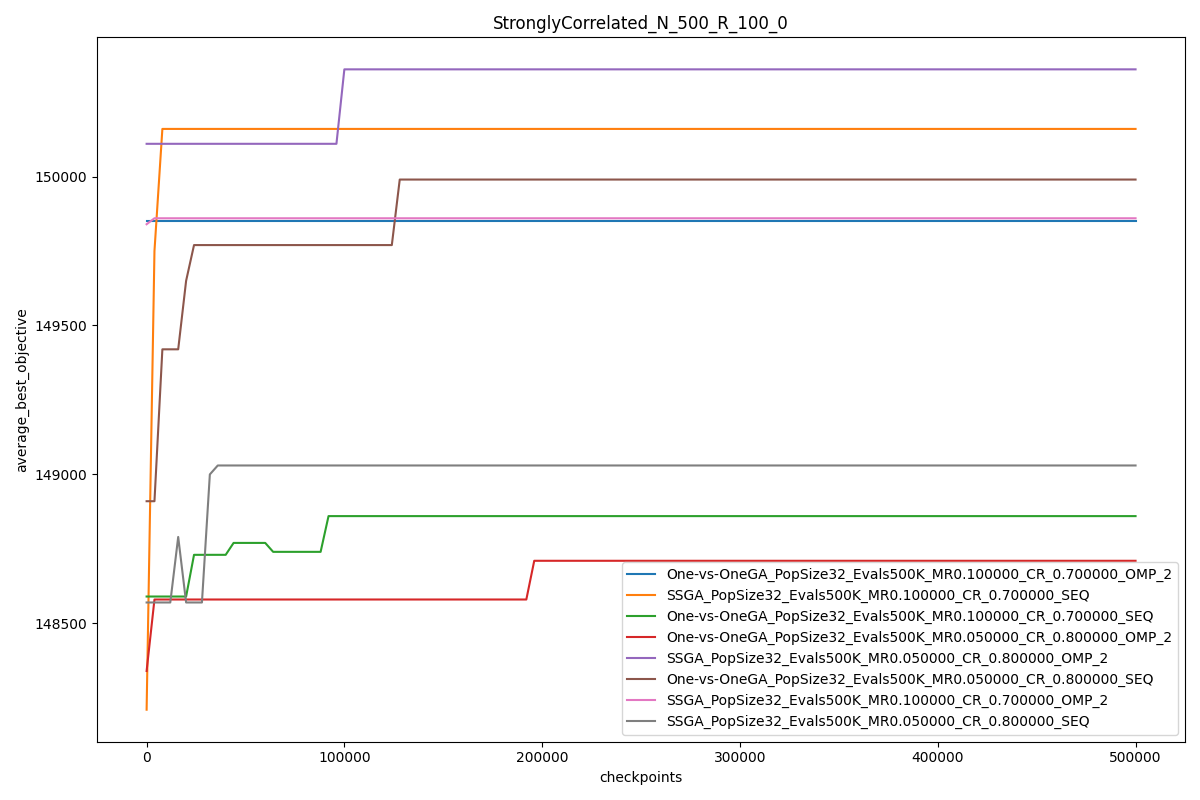 StronglyCorrelated_N_500_R_100_0
average_best_objective
150000
149500
149000
148500
One-vs-OneGA_PopSize32_Evals500K_MR0.100000_CR_0.700000_OMP_2
SSGA_PopSize32_Evals500K_MR0.100000_CR_0.700000_SEQ
One-vs-OneGA_PopSize32_Evals500K_MR0.100000_CR_0.700000_SEQ
One-vs-OneGA_PopSize32_Evals500K_MR0.050000_CR_0.800000_OMP_2
SSGA_PopSize32_Evals500K_MR0.050000_CR_0.800000_OMP_2
One-vs-OneGA_PopSize32_Evals500K_MR0.050000_CR_0.800000_SEQ
SSGA_PopSize32_Evals500K_MR0.100000_CR_0.700000_OMP_2
SSGA_PopSize32_Evals500K_MR0.050000_CR_0.800000_SEQ
0 100000 200000 300000 400000 500000
checkpoints